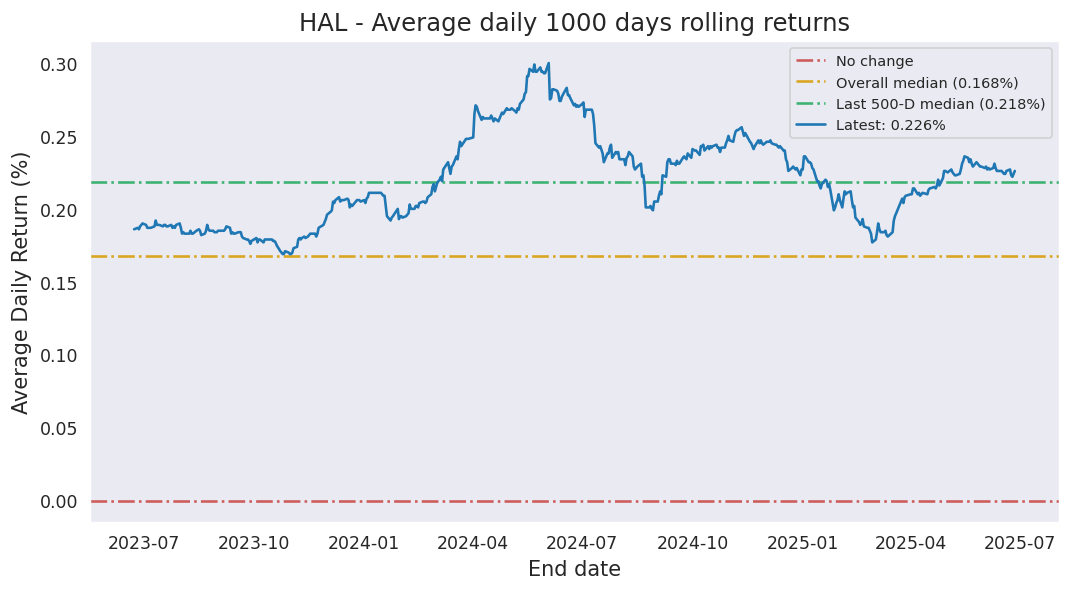 HAL - Average daily 1000 days rolling returns
Average Daily Return (%)
0.30
0.25
0.20
0.15
0.10
0.05
0.00
No change
Overall median (0.168%)
Last 500-D median (0.218%)
Latest: 0.226%
2023-07 2023-10 2024-01 2024-04 2024-07 2024-10 2025-01 2025-04 2025-07
End date